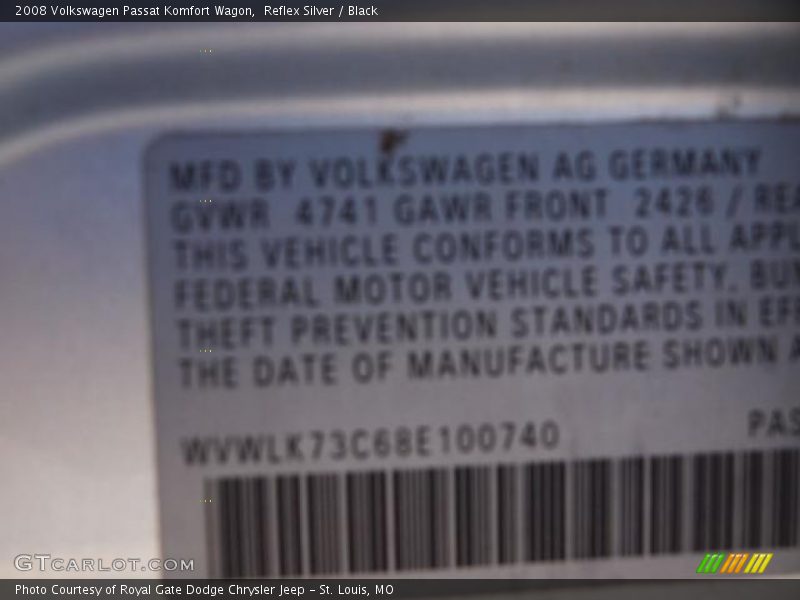 2008 Volkswagen Passat Komfort Wagon,  Reflex Silver / Black
MFD BY VOLKSWAGEN AG GERMANY
GVWR 4741 GAWR FRONT 2426 / REA
THIS VEHICLE CONFORMS TO ALL APPL
FEDERAL MOTOR VEHICLE SAFETY, BUM
THEFT PREVENTION STANDARDS IN EFF
THE DATE OF MANUFACTURE SHOWN A
WVWLK73C68E100740 PAS
GTCARLOT.COM
Photo Courtesy of Royal Gate Dodge Chrysler Jeep - St. Louis, MO